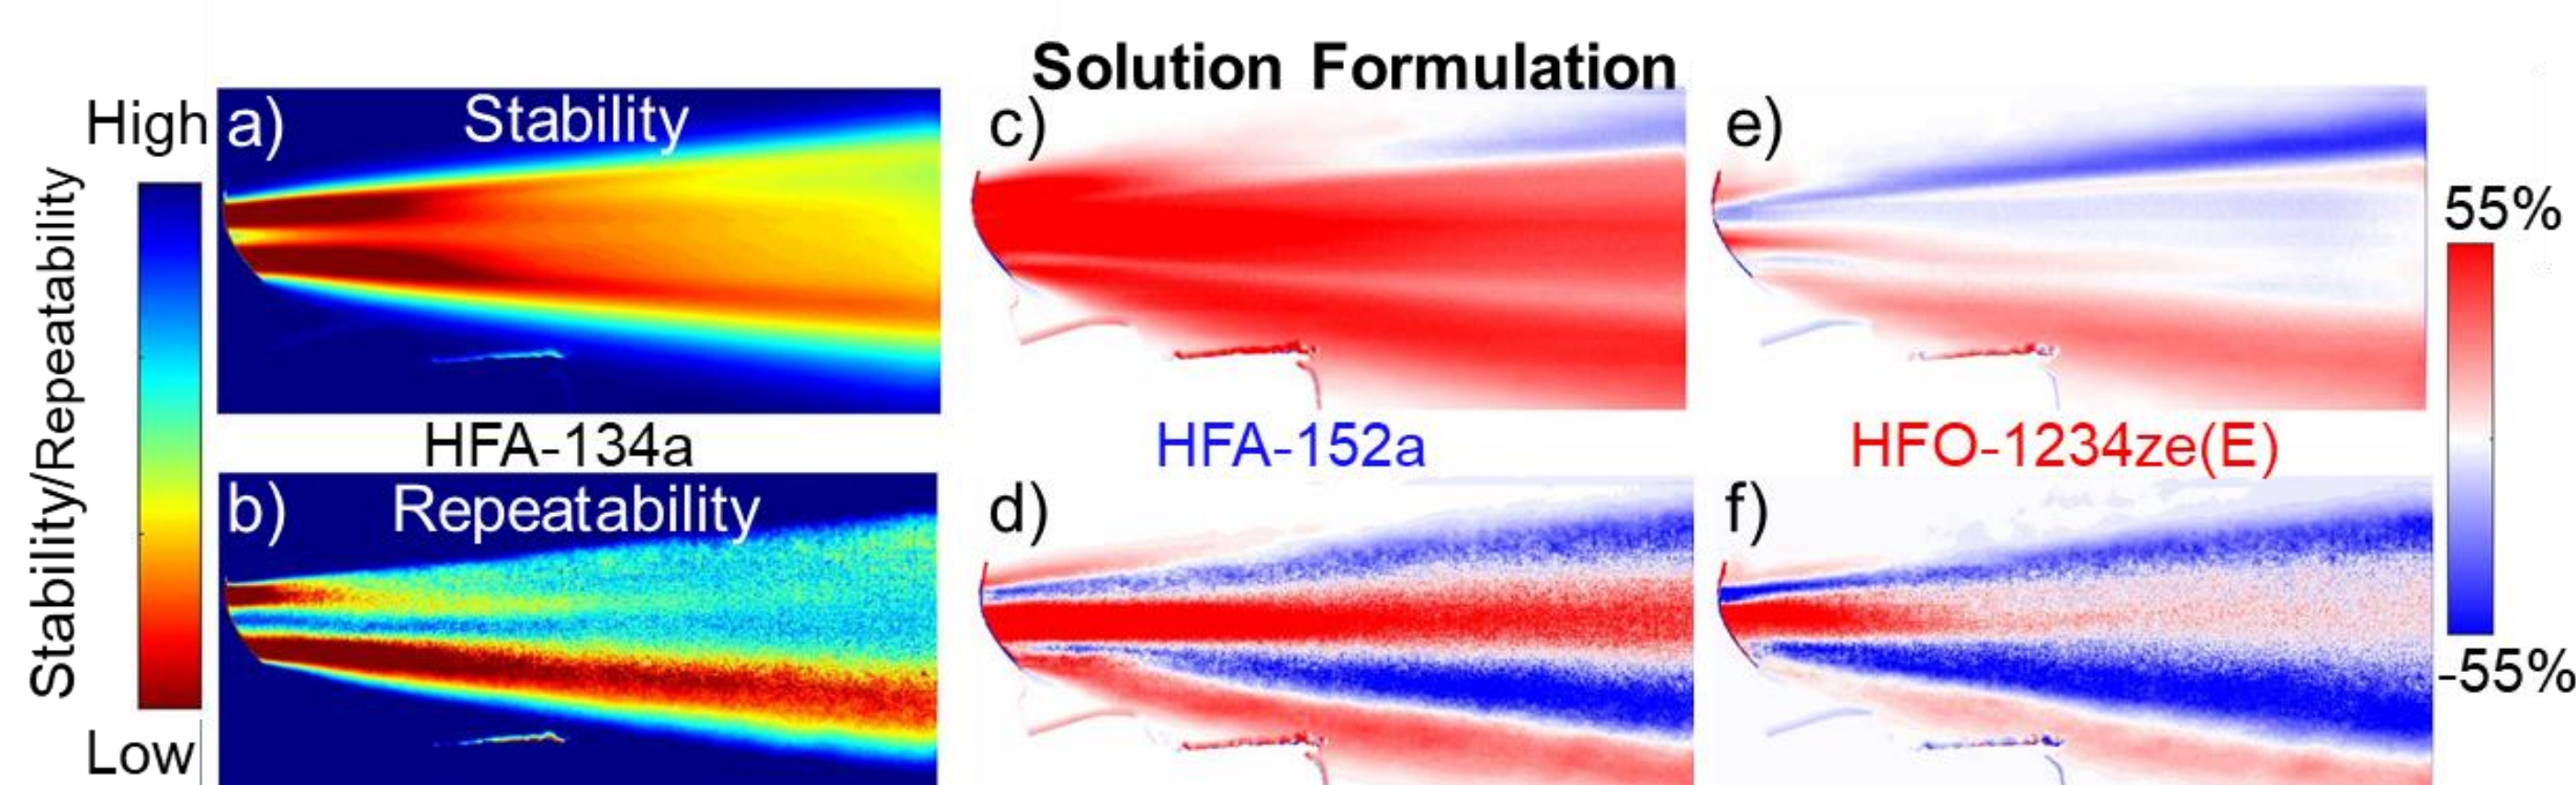 Solution Formulation
High
Stability/Repeatability
Low
a) Stability
c)
e)
HFA-134a
HFA-152a
HFO-1234ze(E)
b) Repeatability
d)
f)
55%
-55%